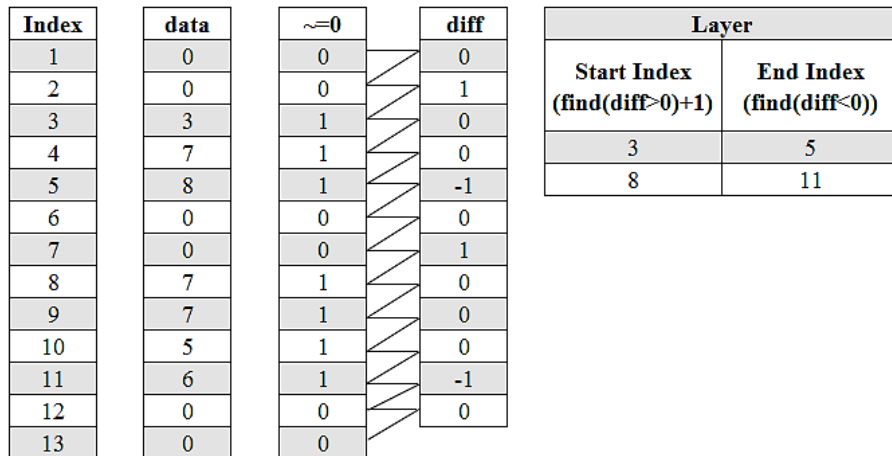 Index data ~=0 diff Layer
1 0 0 0
2 0 0 1 Start Index End Index
(find(diff>0)+1) (find(diff<0))
3 3 1 0
4 7 1 0 3 5
5 8 1 -1 8 11
6 0 0 0
7 0 0 1
8 7 1 0
9 7 1 0
10 5 1 0
11 6 1 -1
12 0 0 0
13 0 0